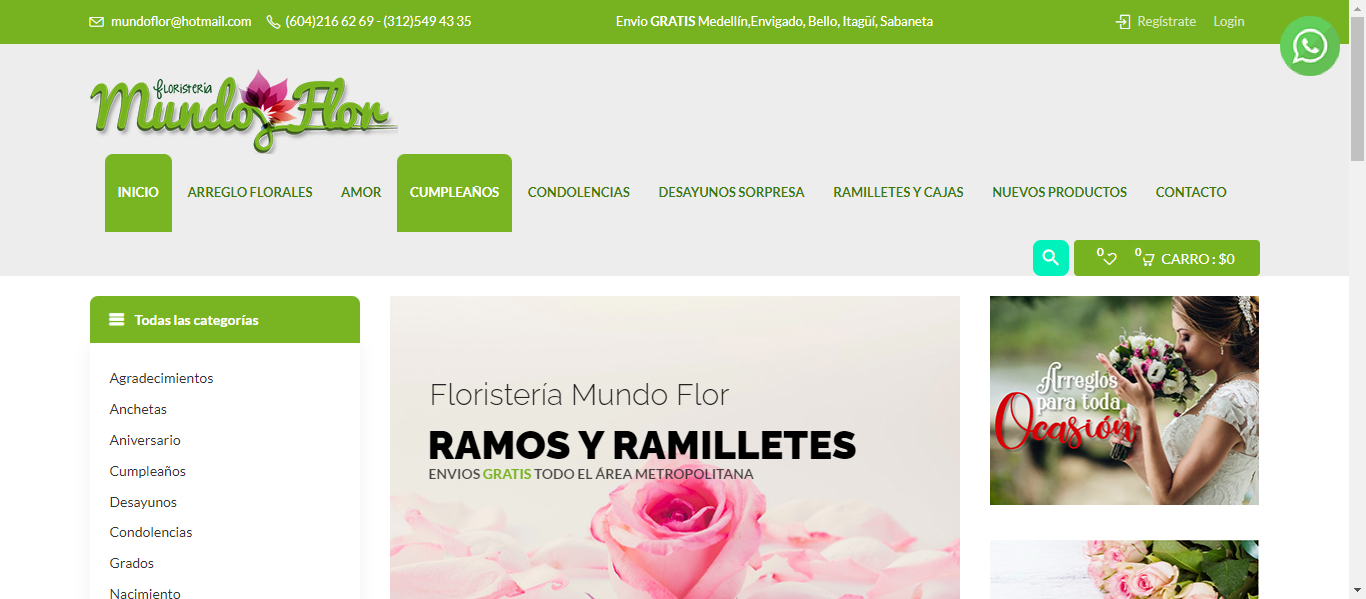 mundoflor@hotmail.com (604)216 62 69 - (312)549 43 35 Envio GRATIS Medellín,Envigado, Bello, Itagüí, Sabaneta Regístrate Login
Floristería
Mundo Flor
INICIO ARREGLO FLORALES AMOR CUMPLEAÑOS CONDOLENCIAS DESAYUNOS SORPRESA RAMILLETES Y CAJAS NUEVOS PRODUCTOS CONTACTO
0 0 CARRO : $0
Todas las categorías
Agradecimientos
Anchetas
Aniversario
Cumpleaños
Desayunos
Condolencias
Grados
Nacimiento
Floristería Mundo Flor
RAMOS Y RAMILLETES
ENVIOS GRATIS TODO EL ÁREA METROPOLITANA
Arreglos
para toda
Ocasión